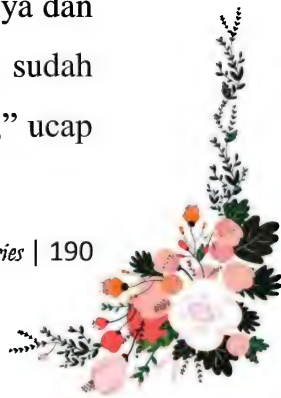 ya dan
sudah
,” ucap
ries | 190